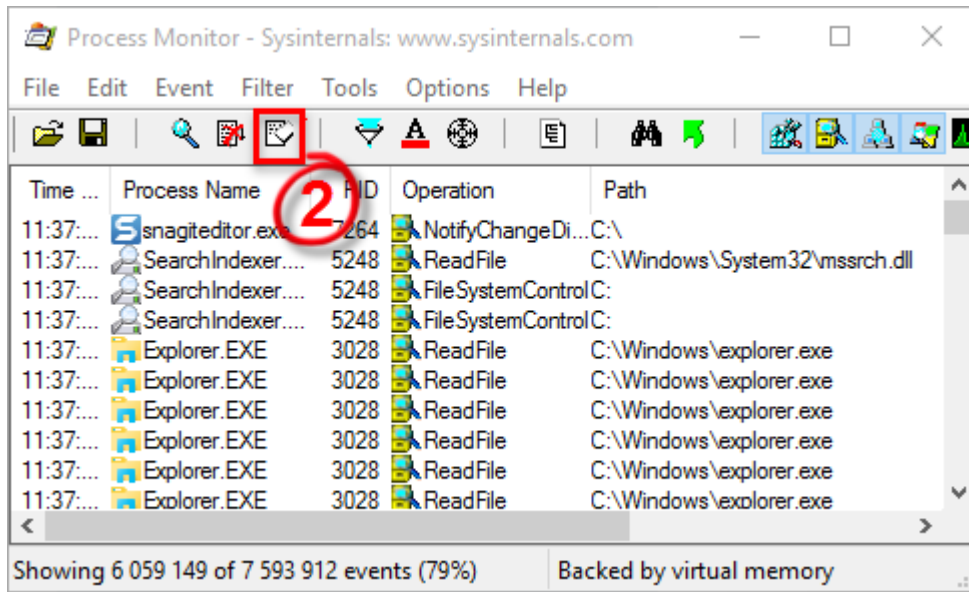 Process Monitor - Sysinternals: www.sysinternals.com
File Edit Event Filter Tools Options Help
A
Time ... Process Name PID Operation Path
2
11:37:... snagiteditor.exe 7264 NotifyChangeDi... C:\
11:37:... SearchIndexer.... 5248 ReadFile C:\Windows\System32\mssrch.dll
11:37:... SearchIndexer.... 5248 FileSystemControl C:
11:37:... SearchIndexer.... 5248 FileSystemControl C:
11:37:... Explorer.EXE 3028 ReadFile C:\Windows\explorer.exe
11:37:... Explorer.EXE 3028 ReadFile C:\Windows\explorer.exe
11:37:... Explorer.EXE 3028 ReadFile C:\Windows\explorer.exe
11:37:... Explorer.EXE 3028 ReadFile C:\Windows\explorer.exe
11:37:... Explorer.EXE 3028 ReadFile C:\Windows\explorer.exe
11:37:... Explorer.EXE 3028 ReadFile C:\Windows\explorer.exe
Showing 6 059 149 of 7 593 912 events (79%) Backed by virtual memory